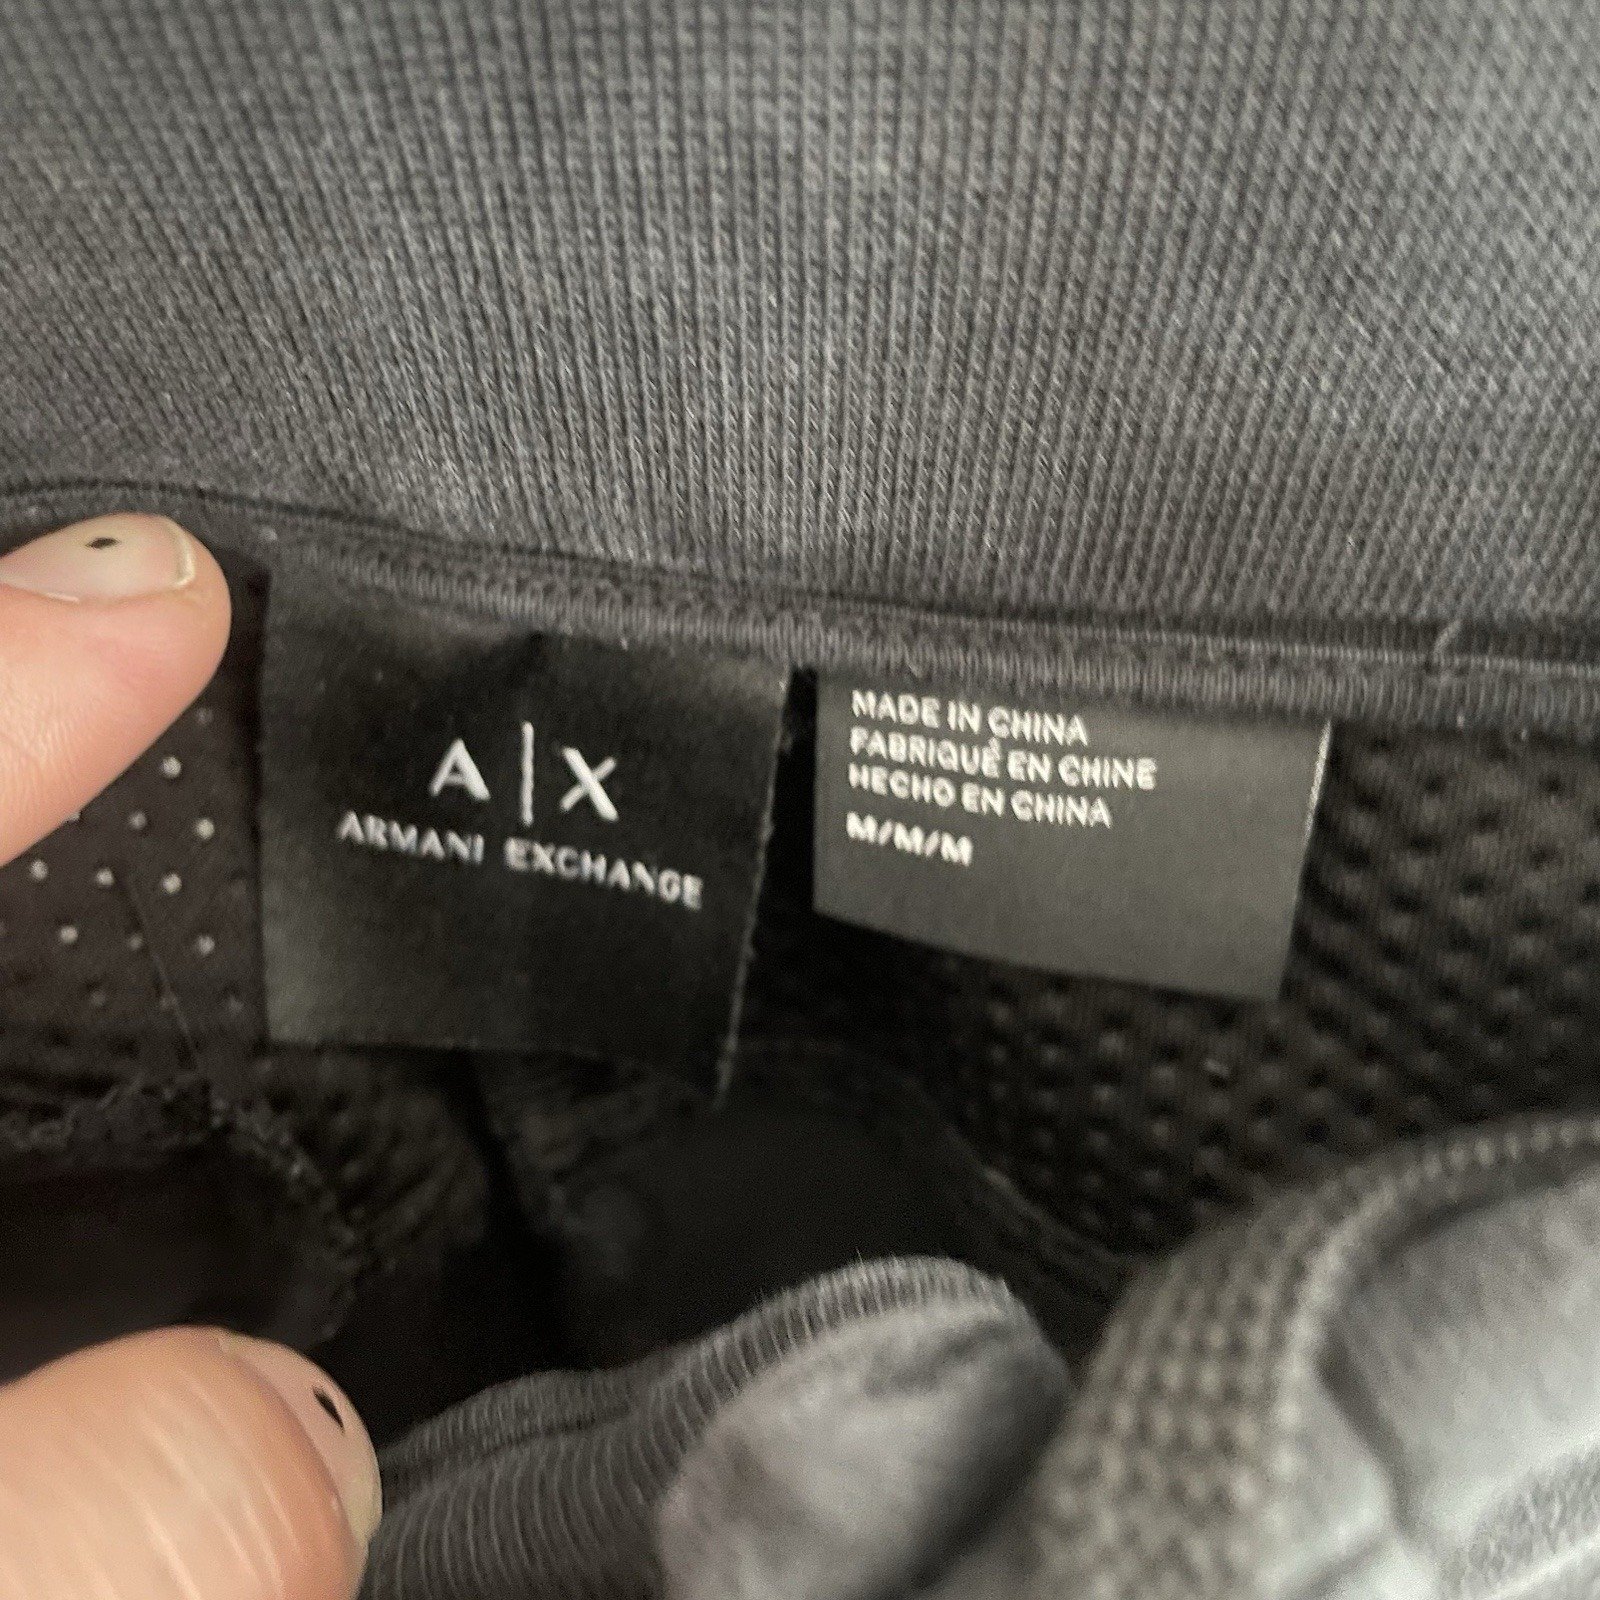 A|X
ARMANI EXCHANGE
MADE IN CHINA
FABRIQUÉ EN CHINE
HECHO EN CHINA
M/M/M